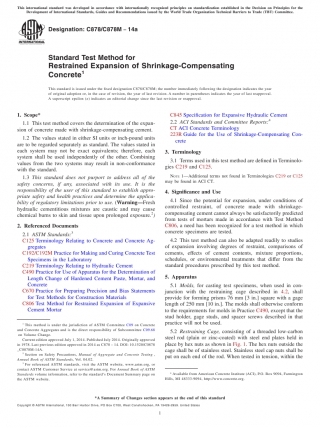 This international standard was developed in accordance with internationally recognized principles on standardization established in the Decision on Principles for the
Development of International Standards, Guides and Recommendations issued by the World Trade Organization Technical Barriers to Trade (TBT) Committee.
Designation: C878/C878M − 14a
INTERNATIONAL
Standard Test Method for
Restrained Expansion of Shrinkage-Compensating
Concrete1
This standard is issued under the fixed designation C878/C878M; the number immediately following the designation indicates the year
of original adoption or, in the case of revision, the year of last revision. A number in parentheses indicates the year of last reapproval.
A superscript epsilon (ε) indicates an editorial change since the last revision or reapproval.
1. Scope*
1.1 This test method covers the determination of the expan-
sion of concrete made with shrinkage-compensating cement.
1.2 The values stated in either SI units or inch-pound units
are to be regarded separately as standard. The values stated in
each system may not be exact equivalents; therefore, each
system shall be used independently of the other. Combining
values from the two systems may result in non-conformance
with the standard.
1.3 This standard does not purport to address all of the
safety concerns, if any, associated with its use. It is the
responsibility of the user of this standard to establish appro-
priate safety and health practices and determine the applica-
bility of regulatory limitations prior to use. (Warning—Fresh
hydraulic cementitious mixtures are caustic and may cause
chemical burns to skin and tissue upon prolonged exposure.2)
2. Referenced Documents
2.1 ASTM Standards:3
C125 Terminology Relating to Concrete and Concrete Ag-
gregates
C192/C192M Practice for Making and Curing Concrete Test
Specimens in the Laboratory
C219 Terminology Relating to Hydraulic Cement
C490 Practice for Use of Apparatus for the Determination of
Length Change of Hardened Cement Paste, Mortar, and
Concrete
C670 Practice for Preparing Precision and Bias Statements
for Test Methods for Construction Materials
C806 Test Method for Restrained Expansion of Expansive
Cement Mortar
1 This test method is under the jurisdiction of ASTM Committee C09 on Concrete
and Concrete Aggregates and is the direct responsibility of Subcommittee C09.68
on Volume Change.
Current edition approved July 1, 2014. Published July 2014. Originally approved
in 1978. Last previous edition approved in 2014 as C878 – 14. DOI: 10.1520/C0878
_C0878M-14A.
2 Section on Safety Precautions, Manual of Aggregate and Concrete Testing,
Annual Book of ASTM Standards, Vol. 04.02.
3 For referenced ASTM standards, visit the ASTM website, www.astm.org, or
contact ASTM Customer Service at service@astm.org. For Annual Book of ASTM
Standards volume information, refer to the standard's Document Summary page on
the ASTM website.
C845 Specification for Expansive Hydraulic Cement
2.2 ACI Standards and Committee Reports:4
CT ACI Concrete Terminology
223R Guide for the Use of Shrinkage-Compensating Con-
crete
3. Terminology
3.1 Terms used in this test method are defined in Terminolo-
gies C219 and C125.
NOTE 1—Additional terms not found in Terminologies C219 or C125
may be found in ACI CT.
4. Significance and Use
4.1 Since the potential for expansion, under conditions of
controlled restraint, of concrete made with shrinkage-
compensating cement cannot always be satisfactorily predicted
from tests of mortars made in accordance with Test Method
C806, a need has been recognized for a test method in which
concrete specimens are tested.
4.2 This test method can also be adapted readily to studies
of expansion involving degrees of restraint, comparisons of
cements, effects of cement contents, mixture proportions,
schedules, or environmental treatments that differ from the
standard procedures prescribed by this test method.
5. Apparatus
5.1 Molds, for casting test specimens, when used in con-
junction with the restraining cage described in 4.2, shall
provide for forming prisms 76 mm [3 in.] square with a gage
length of 250 mm [10 in.]. The molds shall otherwise conform
to the requirements for molds in Practice C490, except that the
stud holder, gage studs, and spacer screws described in that
practice will not be used.
5.2 Restraining Cage, consisting of a threaded low-carbon
steel rod (plain or zinc-coated) with steel end plates held in
place by hex nuts as shown in Fig. 1. The hex nuts outside the
cage shall be of stainless steel. Stainless steel cap nuts shall be
put on each end of the rod. When tested in tension, within the
4 Available from American Concrete Institute (ACI), P.O. Box 9094, Farmington
Hills, MI 48333-9094, http://www.concrete.org.
*A Summary of Changes section appears at the end of this standard
Copyright © ASTM International, 100 Barr Harbor Drive, PO Box C700, West Conshohocken, PA 19428-2959. United States
1